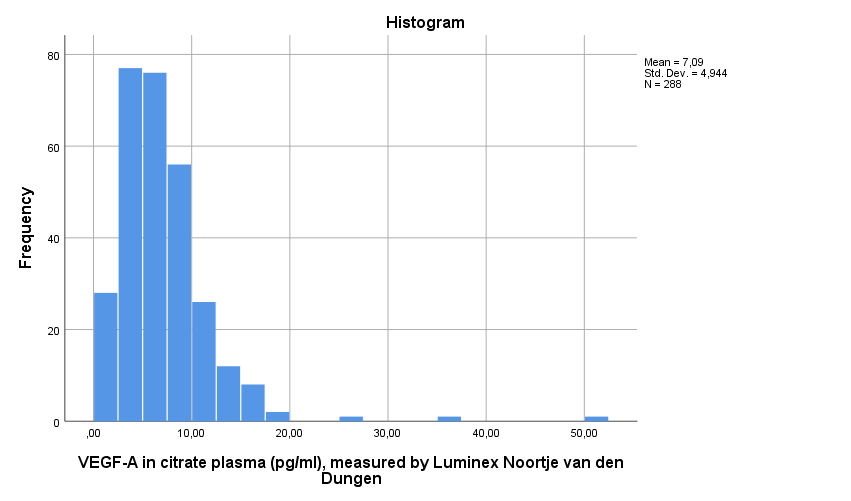 Histogram
Mean = 7,09
Std. Dev. = 4,944
N = 288
80
60
40
20
0
Frequency
,00
10,00
20,00
30,00
40,00
50,00
VEGF-A in citrate plasma (pg/ml), measured by Luminex Noortje van den
Dungen